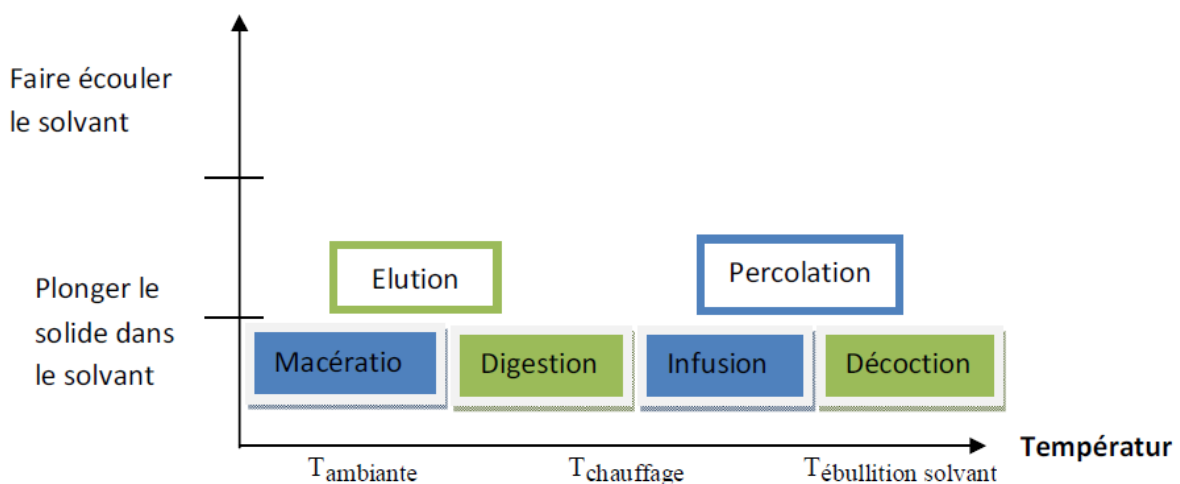 Faire écouler
le solvant
Elution
Percolation
Plonger le
solide dans
le solvant
Macératio
Digestion
Infusion
Décoction
Températur
Tambiante
Tchauffage
Tébullition solvant